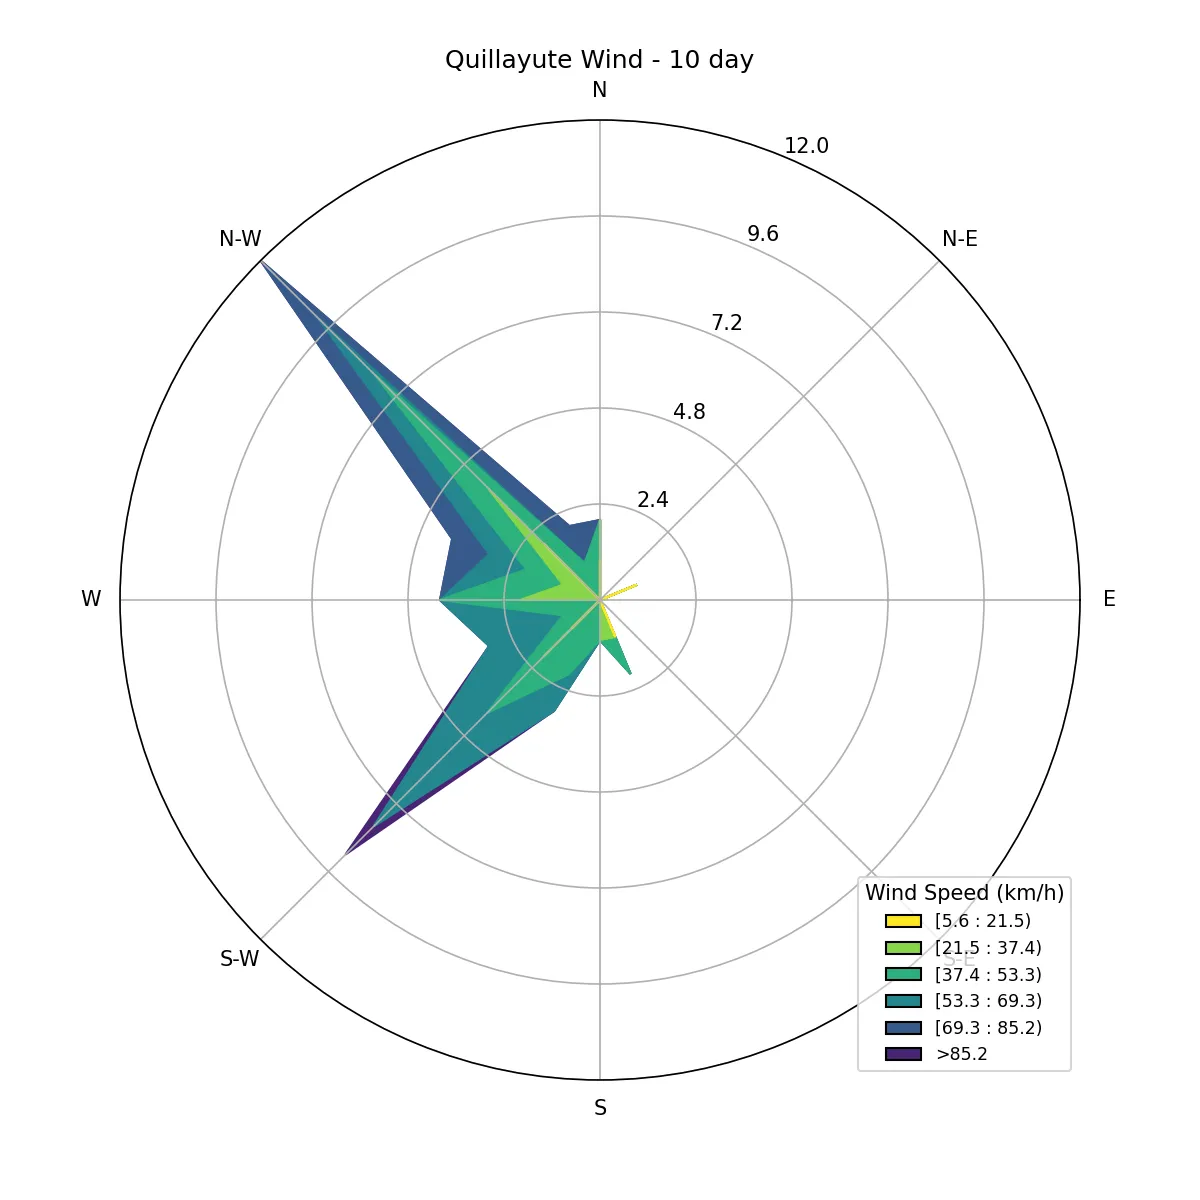 Quillayute Wind - 10 day
N
12.0
N-W
9.6
N-E
7.2
4.8
2.4
W
E
Wind Speed (km/h)
[5.6 : 21.5)
[21.5 : 37.4)
S-W
S-E
[37.4 : 53.3)
[53.3 : 69.3)
[69.3 : 85.2)
>85.2
S